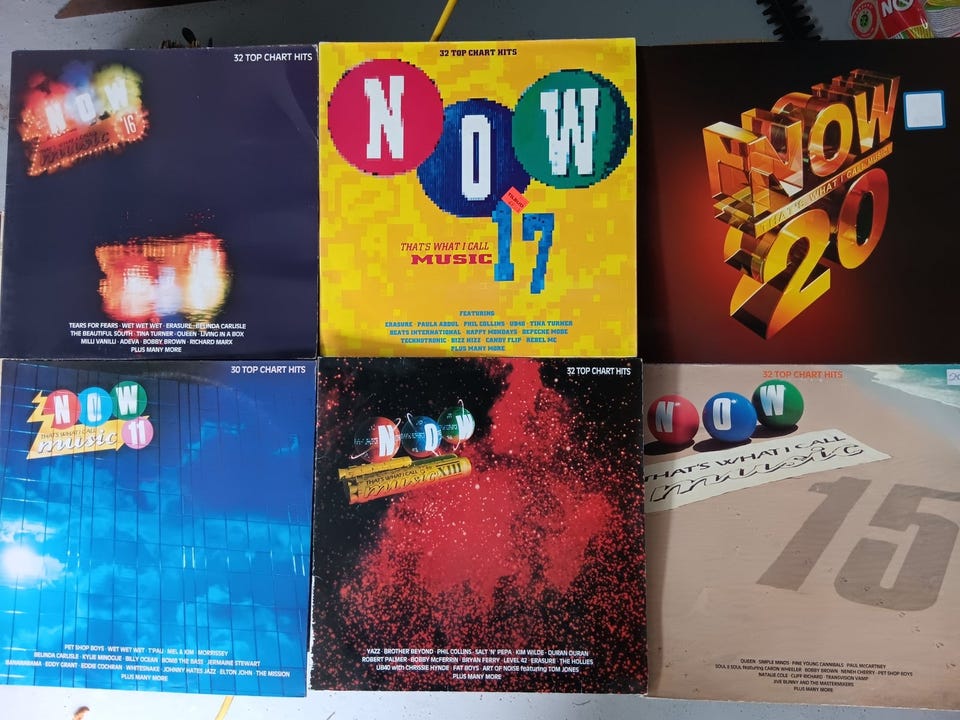 32 TOP CHART HITS
NOW
music 16
TEARS FOR FEARS · WET WET WET · ERASURE · BELINDA CARLISLE
THE BEAUTIFUL SOUTH · TINA TURNER · QUEEN · LIVING IN A BOX
MILLI VANILLI · ADEVA · BOBBY BROWN · RICHARD MARX
PLUS MANY MORE
32 TOP CHART HITS
NOW
THAT'S WHAT I CALL
MUSIC 17
FEATURING
ERASURE · PAULA ABDUL · PHIL COLLINS · UB40 · TINA TURNER
BEATS INTERNATIONAL · HAPPY MONDAYS · DEPECHE MODE
TECHNOTRONIC · BIZZ NIZZ · CANDY FLIP · REBEL MC
PLUS MANY MORE
NOW
THAT'S WHAT I CALL MUSIC
20
30 TOP CHART HITS
NOW
THAT'S WHAT I CALL
music 11
PET SHOP BOYS · WET WET WET · T'PAU · MEL & KIM · MORRISSEY
BELINDA CARLISLE · KYLIE MINOGUE · BILLY OCEAN · BOMB THE BASS · JERMAINE STEWART
BANANARAMA · EDDY GRANT · EDDIE COCHRAN · WHITESNAKE · JOHNNY HATES JAZZ · ELTON JOHN · THE MISSION
PLUS MANY MORE
32 TOP CHART HITS
NOW
THAT'S WHAT I CALL
music XIII
YAZZ · BROTHER BEYOND · PHIL COLLINS · SALT 'N' PEPA · KIM WILDE · DURAN DURAN
ROBERT PALMER · BOBBY McFERRIN · BRYAN FERRY · LEVEL 42 · ERASURE · THE HOLLIES
UB40 with CHRISSIE HYNDE · FAT BOYS · ART OF NOISE featuring TOM JONES
PLUS MANY MORE
32 TOP CHART HITS
NOW
THAT'S WHAT I CALL
music
15
QUEEN · SIMPLE MINDS · FINE YOUNG CANNIBALS · PAUL McCARTNEY
SOUL II SOUL featuring CARON WHEELER · BOBBY BROWN · NENEH CHERRY · PET SHOP BOYS
NATALIE COLE · CLIFF RICHARD · TRANSVISION VAMP
JIVE BUNNY AND THE MASTERMIXERS
PLUS MANY MORE